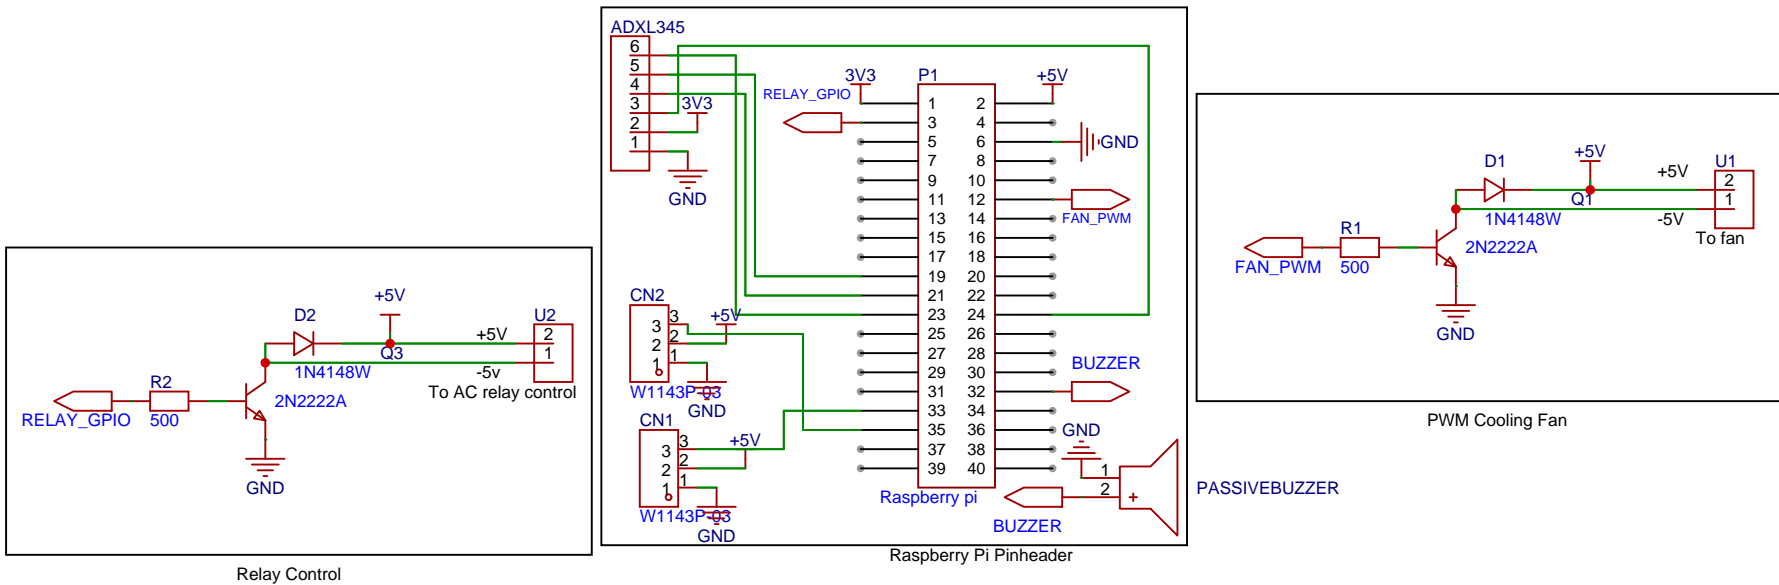 ADXL345
6
5
4
3
2
1
3V3
GND
3V3
RELAY_GPIO
P1
+5V
1 2
3 4
5 6
7 8
9 10
11 12
13 14
15 16
17 18
19 20
21 22
23 24
25 26
27 28
29 30
31 32
33 34
35 36
37 38
39 40
Raspberry pi
GND
FAN_PWM
BUZZER
GND
1
2
+
BUZZER
PASSIVEBUZZER
CN2
3 3
2 2
1 1
+5V
W1143P-03
GND
CN1
3 3
2 2
1 1
+5V
W1143P-03
GND
Raspberry Pi Pinheader
+5V
D2
Q3
+5V
U2
2
1
1N4148W
-5v
To AC relay control
R2
2N2222A
RELAY_GPIO
500
GND
Relay Control
+5V
D1
Q1
+5V
U1
2
1
1N4148W
-5V
To fan
R1
2N2222A
FAN_PWM
500
GND
PWM Cooling Fan